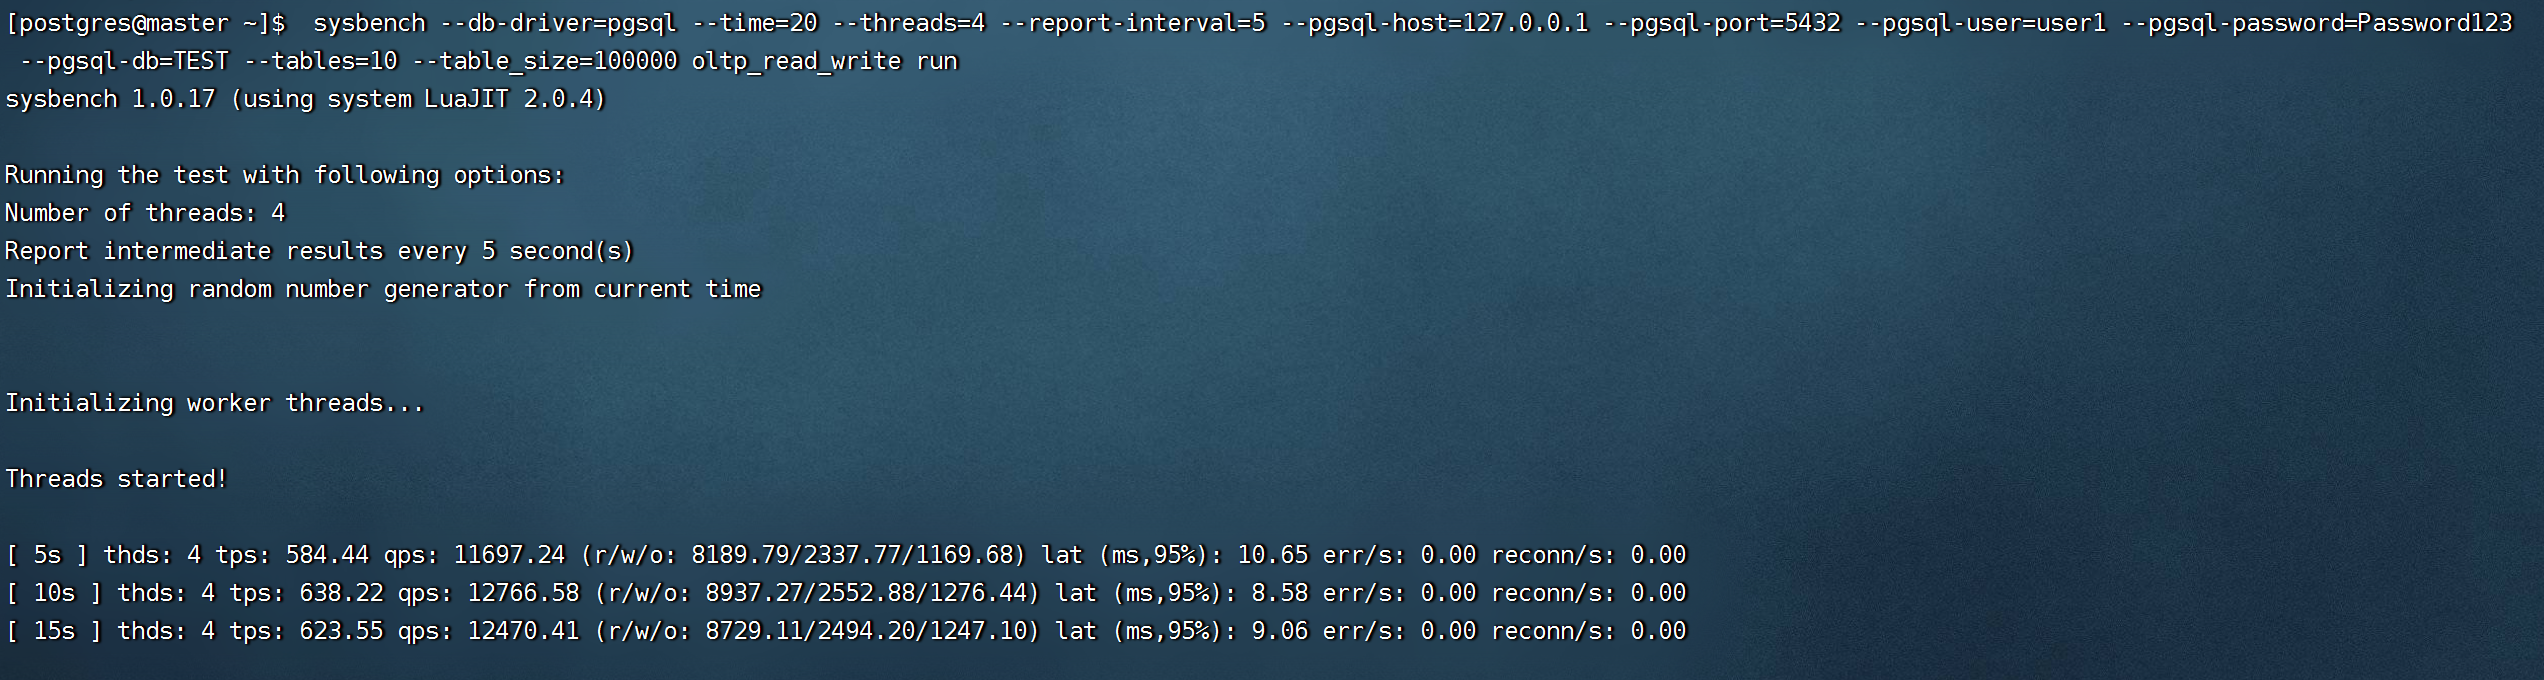 [postgres@master ~]$  sysbench --db-driver=pgsql --time=20 --threads=4 --report-interval=5 --pgsql-host=127.0.0.1 --pgsql-port=5432 --pgsql-user=user1 --pgsql-password=Password123
 --pgsql-db=TEST --tables=10 --table_size=100000 oltp_read_write run
sysbench 1.0.17 (using system LuaJIT 2.0.4)
Running the test with following options:
Number of threads: 4
Report intermediate results every 5 second(s)
Initializing random number generator from current time
Initializing worker threads...
Threads started!
[ 5s ] thds: 4 tps: 584.44 qps: 11697.24 (r/w/o: 8189.79/2337.77/1169.68) lat (ms,95%): 10.65 err/s: 0.00 reconn/s: 0.00
[ 10s ] thds: 4 tps: 638.22 qps: 12766.58 (r/w/o: 8937.27/2552.88/1276.44) lat (ms,95%): 8.58 err/s: 0.00 reconn/s: 0.00
[ 15s ] thds: 4 tps: 623.55 qps: 12470.41 (r/w/o: 8729.11/2494.20/1247.10) lat (ms,95%): 9.06 err/s: 0.00 reconn/s: 0.00